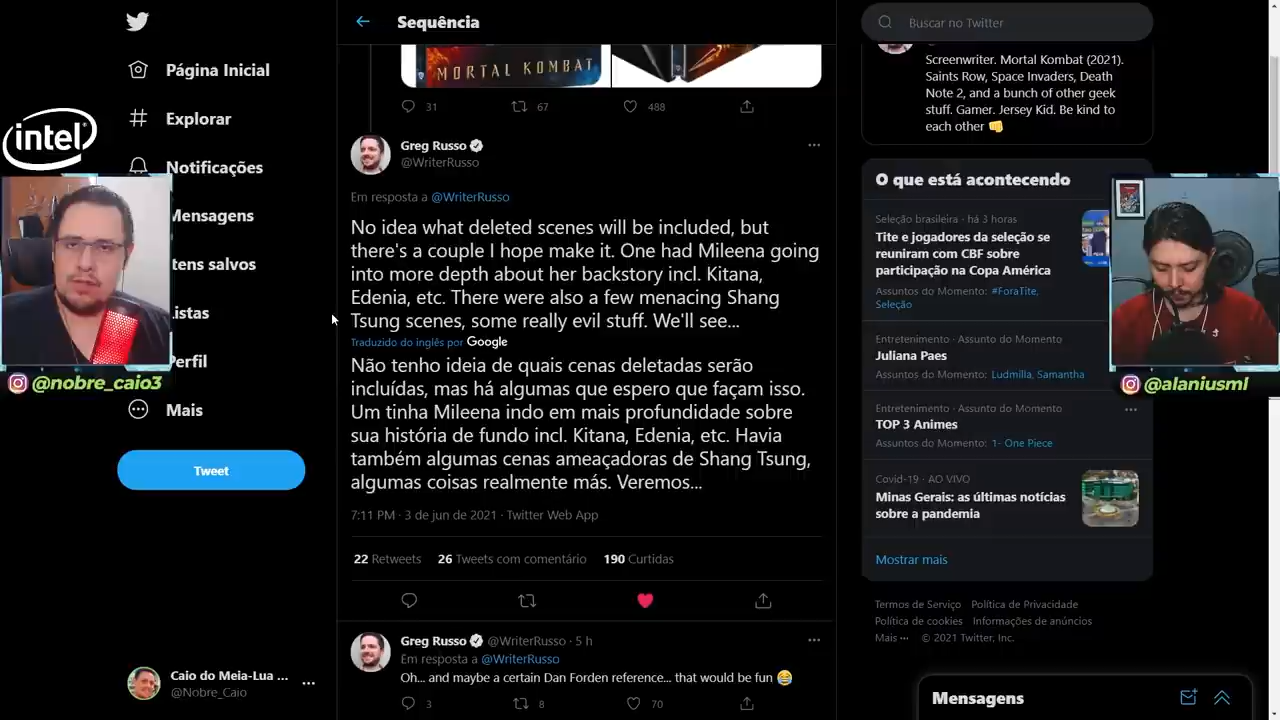 Sequência
Buscar no Twitter
Página Inicial
Explorar
Notificações
Mensagens
Itens salvos
Listas
Perfil
Mais
Tweet
Caio do Meia-Lua ...
@Nobre_Caio
intel
@nobre_caio3
MORTAL KOMBAT
31 67 488
Greg Russo
@WriterRusso
Em resposta a @WriterRusso
No idea what deleted scenes will be included, but
there's a couple I hope make it. One had Mileena going
into more depth about her backstory incl. Kitana,
Edenia, etc. There were also a few menacing Shang
Tsung scenes, some really evil stuff. We'll see...
Traduzido do inglês por Google
Não tenho ideia de quais cenas deletadas serão
incluídas, mas há algumas que espero que façam isso.
Um tinha Mileena indo em mais profundidade sobre
sua história de fundo incl. Kitana, Edenia, etc. Havia
também algumas cenas ameaçadoras de Shang Tsung,
algumas coisas realmente más. Veremos...
7:11 PM · 3 de jun de 2021 · Twitter Web App
22 Retweets 26 Tweets com comentário 190 Curtidas
Greg Russo @WriterRusso · 5 h
Em resposta a @WriterRusso
Oh... and maybe a certain Dan Forden reference... that would be fun 😂
3 8 70
Screenwriter. Mortal Kombat (2021).
Saints Row, Space Invaders, Death
Note 2, and a bunch of other geek
stuff. Gamer. Jersey Kid. Be kind to
each other 👊
O que está acontecendo
Seleção brasileira · há 3 horas
Tite e jogadores da seleção se
reuniram com CBF sobre
participação na Copa América
Assuntos do Momento: #ForaTite,
Seleção
Entretenimento · Assunto do Momento
Juliana Paes
Assuntos do Momento: Ludmilla, Samantha
Entretenimento · Assunto do Momento
TOP 3 Animes
Assuntos do Momento: 1- One Piece
Covid-19 · AO VIVO
Minas Gerais: as últimas notícias
sobre a pandemia
Mostrar mais
Termos de Serviço Política de Privacidade
Política de cookies Informações de anúncios
Mais ··· © 2021 Twitter, Inc.
Mensagens
@alaniusml